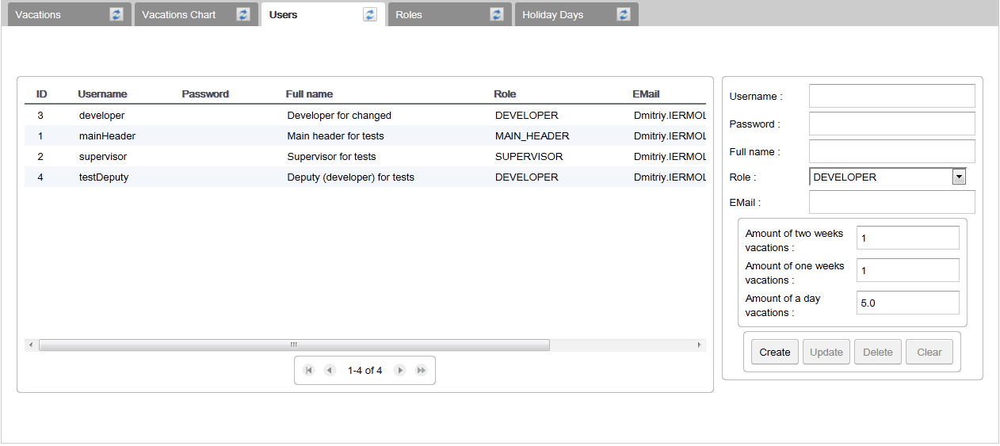 Vacations Vacations Chart Users Roles Holiday Days
ID Username Password Full name Role EMail
3 developer Developer for changed DEVELOPER Dmitriy.IERMOL
1 mainHeader Main header for tests MAIN_HEADER Dmitriy.IERMOL
2 supervisor Supervisor for tests SUPERVISOR Dmitriy.IERMOL
4 testDeputy Deputy (developer) for tests DEVELOPER Dmitriy.IERMOL
1-4 of 4
Username :
Password :
Full name :
Role : DEVELOPER
EMail :
Amount of two weeks
vacations : 1
Amount of one weeks
vacations : 1
Amount of a day
vacations : 5.0
Create Update Delete Clear